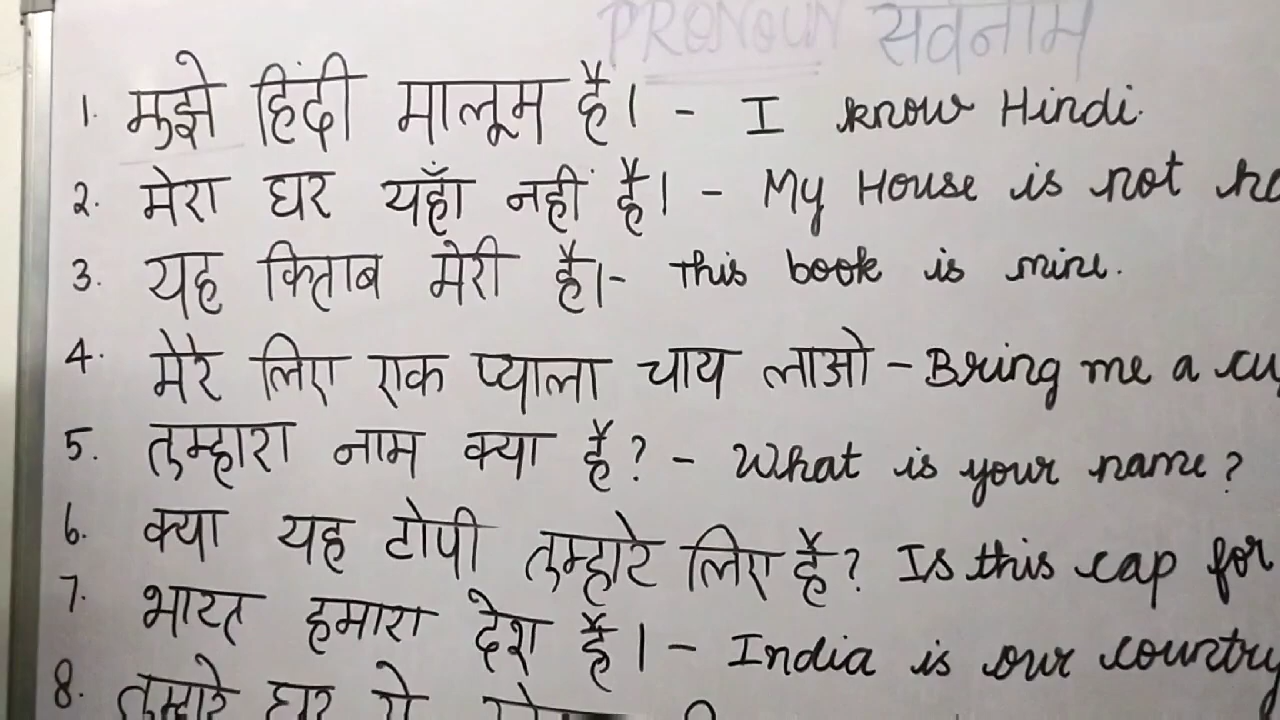 PRONOUN सर्वनाम
1. मुझे हिंदी मालूम है। - I know Hindi.
2. मेरा घर यहाँ नहीं है। - My House is not
3. यह किताब मेरी है।- this book is mine.
4. मेरे लिए एक प्याला चाय लाओ - Bring me a
5. तुम्हारा नाम क्या है? - What is your name?
6. क्या यह टोपी तुम्हारे लिए है? Is this cap for
7. भारत हमारा देश है। - India is our country
8. तुम्हारे घर